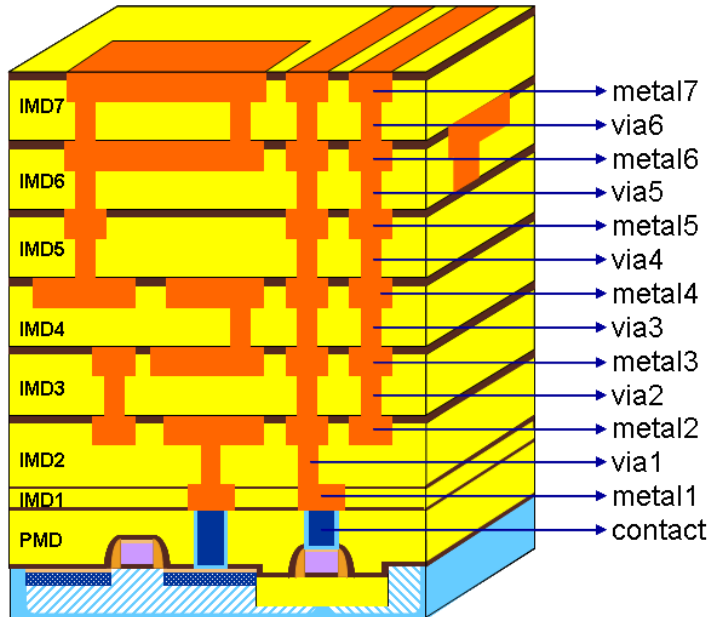 IMD7
metal7
via6
IMD6
metal6
via5
IMD5
metal5
via4
IMD4
metal4
via3
IMD3
metal3
via2
IMD2
metal2
via1
IMD1
metal1
PMD
contact